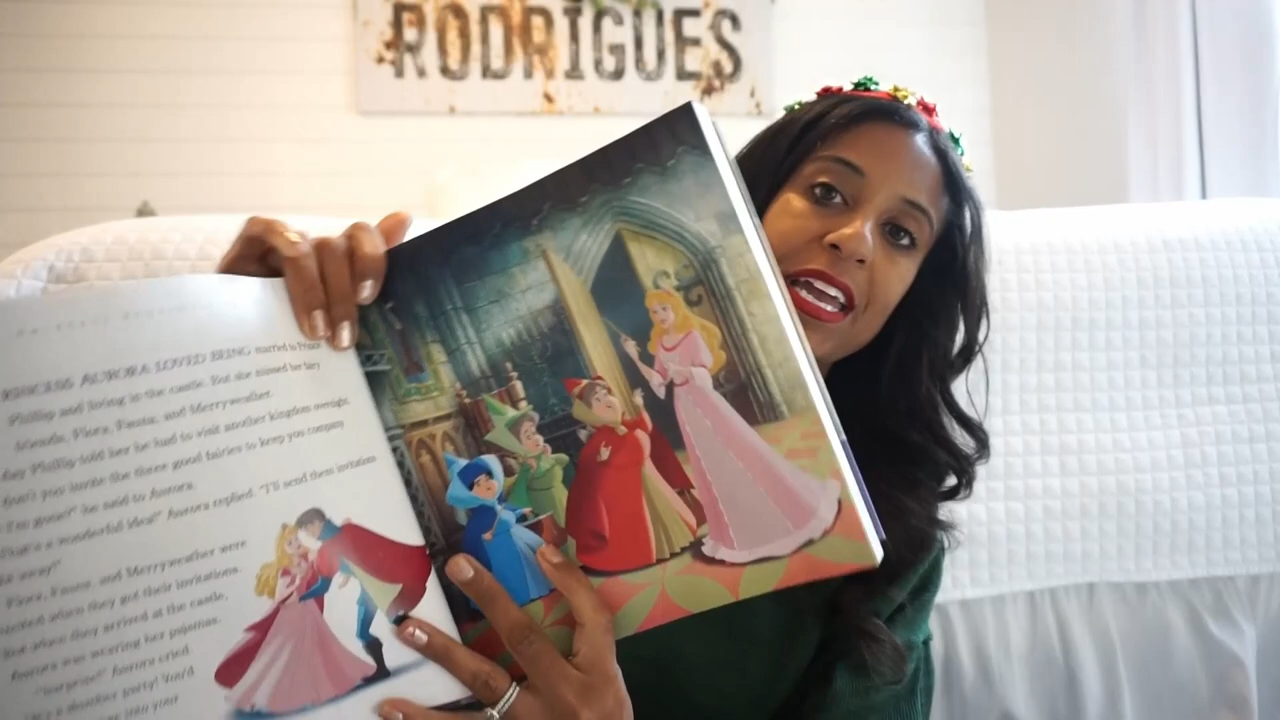 RODRIGUES
PRINCESS AURORA LOVED BEING married to Prince
Phillip and living in the castle. But she missed her fairy
friends, Flora, Fauna, and Merryweather.
day Phillip told her he had to visit another kingdom overnight.
don't you invite the three good fairies to keep you company
I'm gone?" he said to Aurora.
"That's a wonderful idea!" Aurora replied. "I'll send them invitations
away!"
Flora, Fauna, and Merryweather were
excited when they got their invitations.
But when they arrived at the castle,
Aurora was wearing her pajamas.
"Surprise!" Aurora cried.
"It's a slumber party! You'd
into your